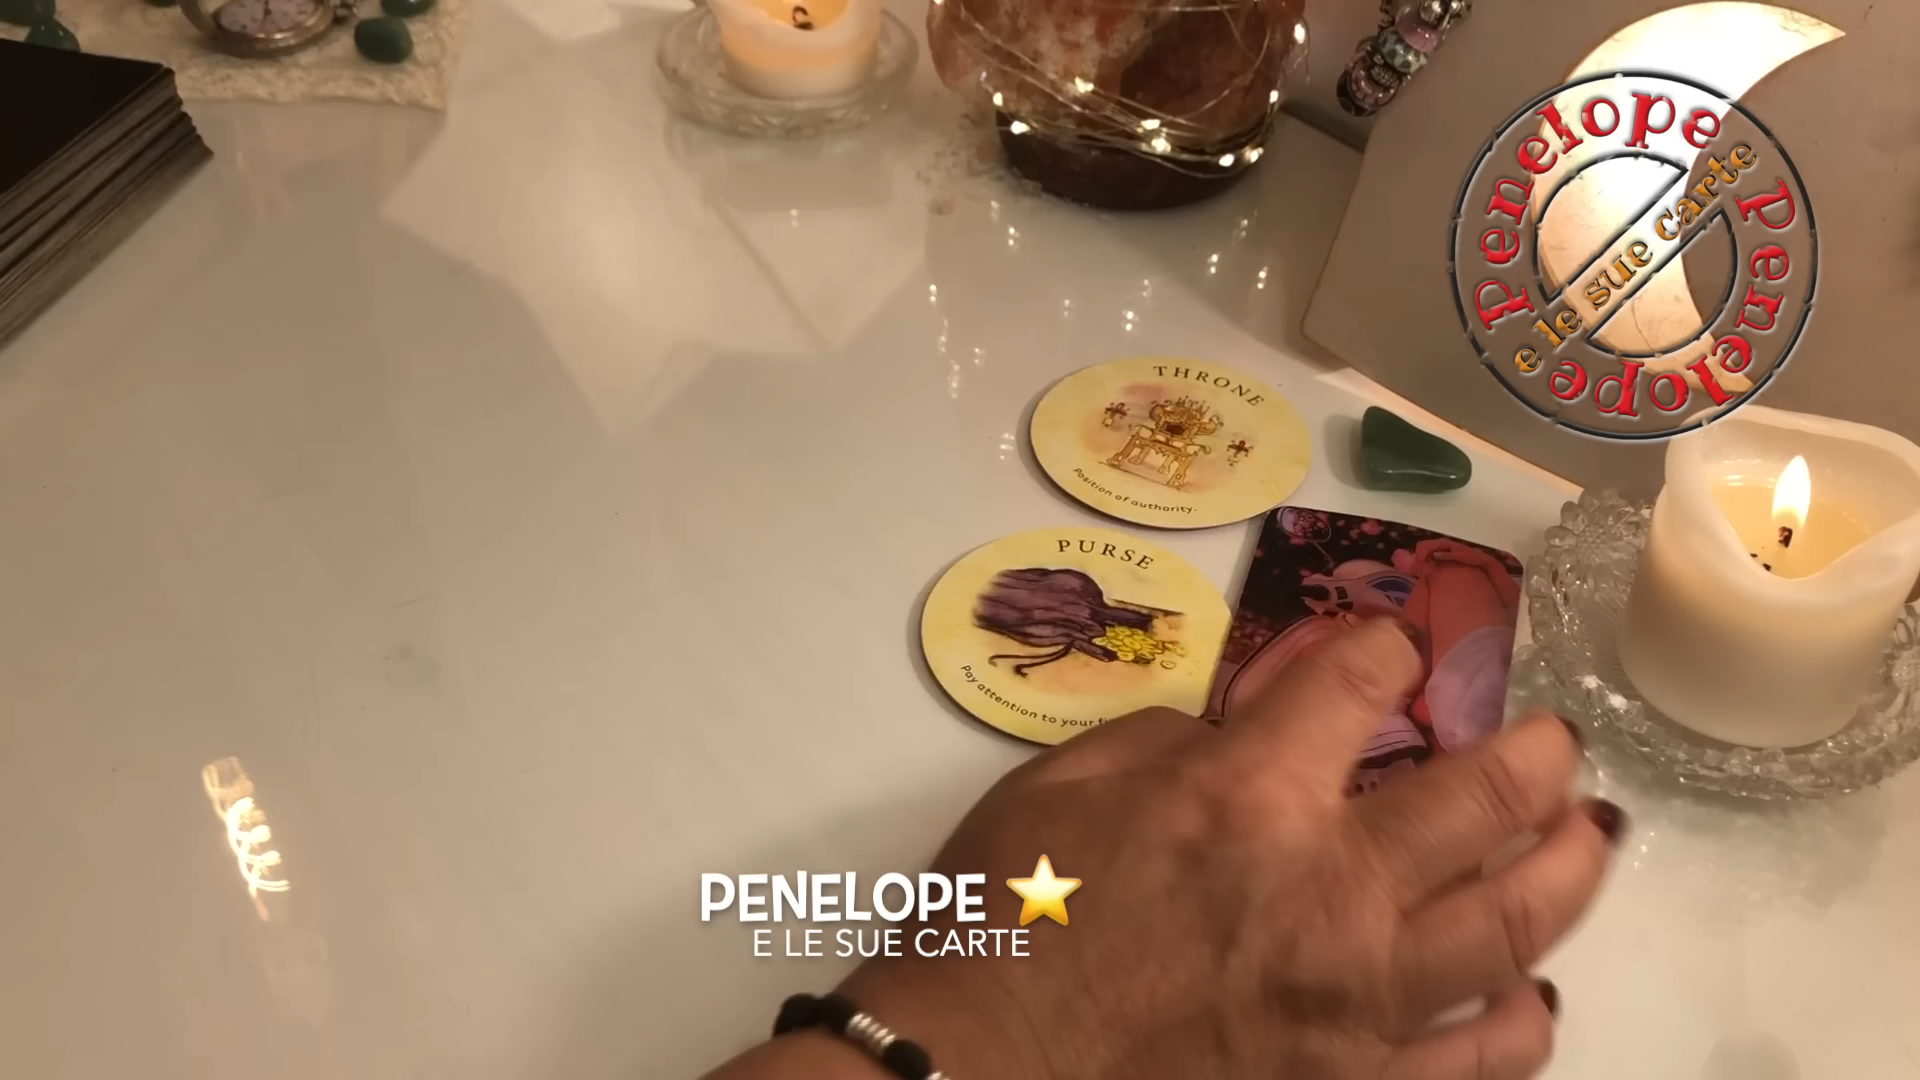 Penelope Penelope
e le sue carte
THRONE
Position of authority.
PURSE
Pay attention to your
PENELOPE
E LE SUE CARTE